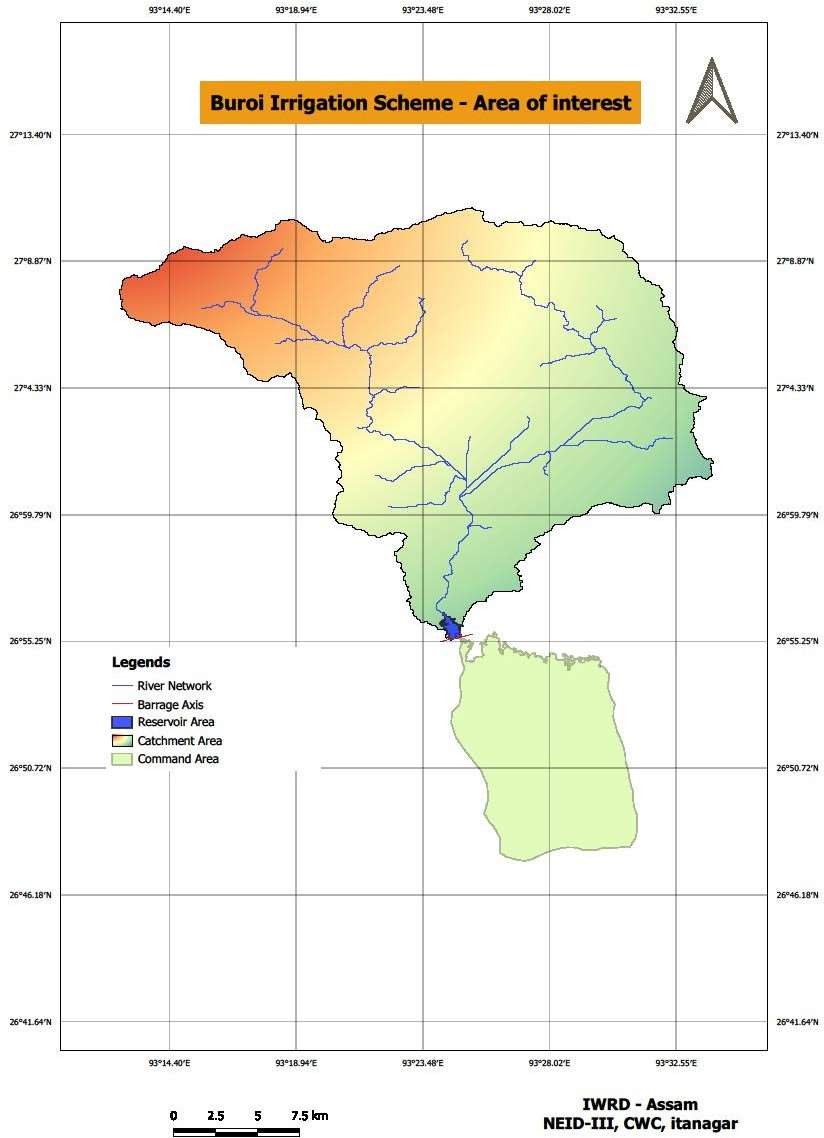 93°14.40'E 93°18.94'E 93°23.48'E 93°28.02'E 93°32.55'E
Buroi Irrigation Scheme - Area of interest
27°13.40'N 27°13.40'N
27°8.87'N 27°8.87'N
27°4.33'N 27°4.33'N
26°59.79'N 26°59.79'N
26°55.25'N 26°55.25'N
Legends
River Network
Barrage Axis
Reservoir Area
Catchment Area
Command Area
26°50.72'N 26°50.72'N
26°46.18'N 26°46.18'N
26°41.64'N 26°41.64'N
93°14.40'E 93°18.94'E 93°23.48'E 93°28.02'E 93°32.55'E
0 2.5 5 7.5 km
IWRD - Assam
NEID-III, CWC, itanagar